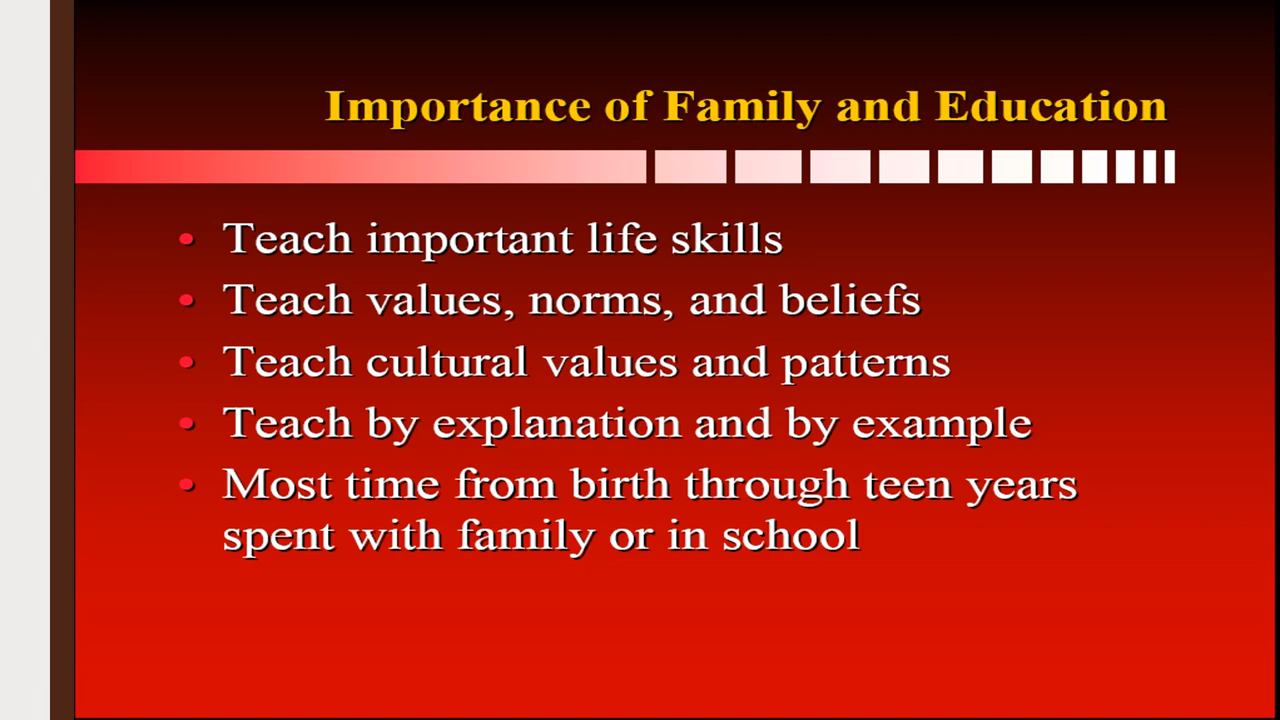 Importance of Family and Education
• Teach important life skills
• Teach values, norms, and beliefs
• Teach cultural values and patterns
• Teach by explanation and by example
• Most time from birth through teen years
spent with family or in school